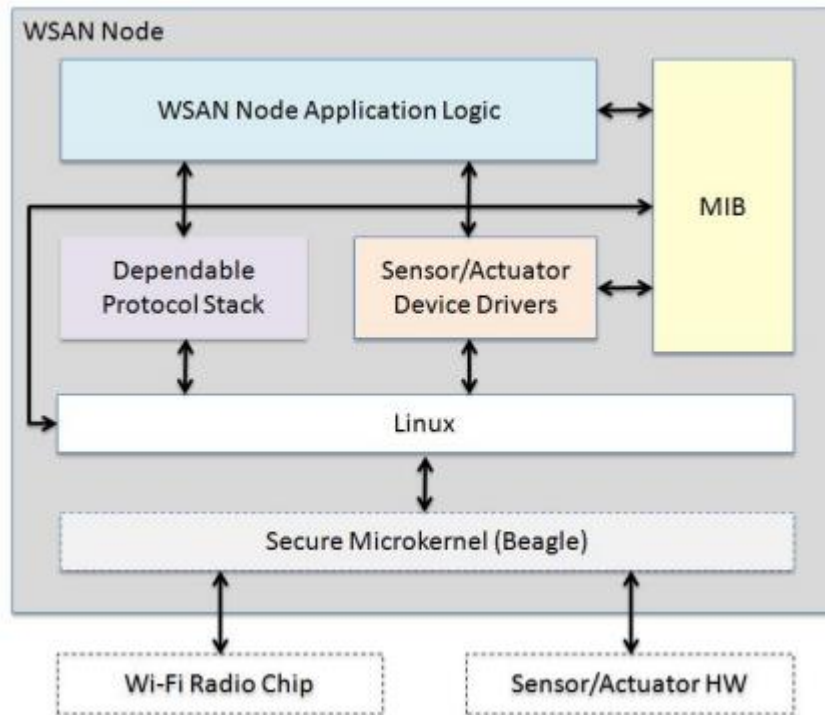 WSAN Node
WSAN Node Application Logic
MIB
Dependable
Protocol Stack
Sensor/Actuator
Device Drivers
Linux
Secure Microkernel (Beagle)
Wi-Fi Radio Chip
Sensor/Actuator HW